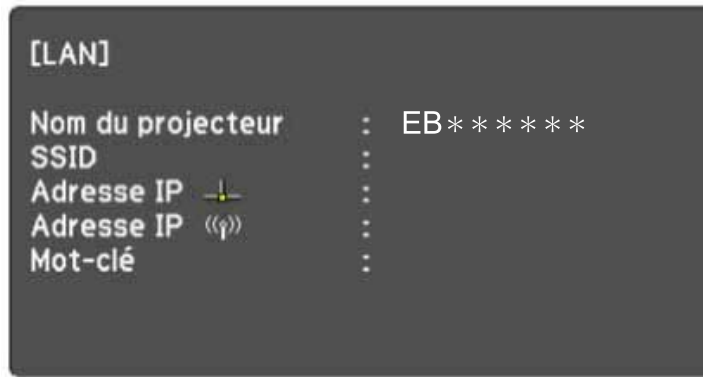 [LAN]
Nom du projecteur : EB******
SSID :
Adresse IP :
Adresse IP :
Mot-clé :